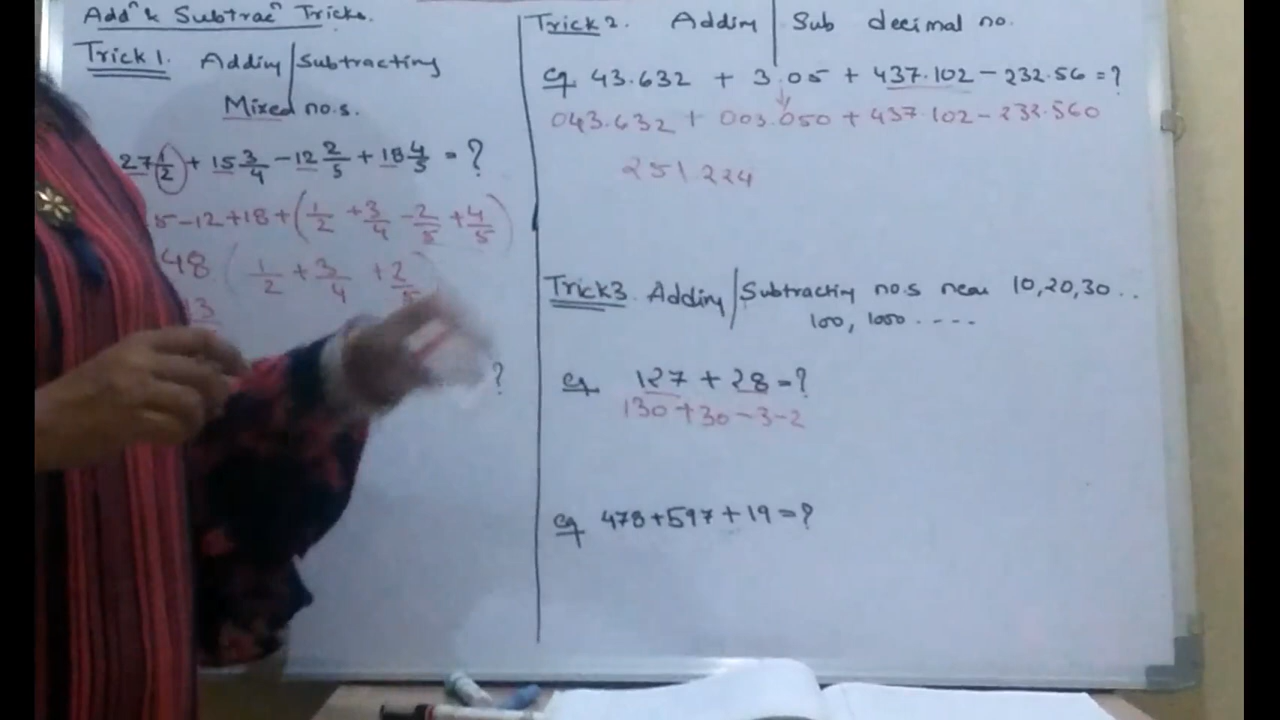 Addⁿ & Subtracⁿ Tricks.
Trick 1. Adding/Subtracting
Mixed no.s.
27 1/2 + 15 3/4 - 12 2/5 + 18 4/5 = ?
5-12+18+(1/2 + 3/4 - 2/5 + 4/5)
48 (1/2 + 3/4 + 2/5)
?
Trick 2. Adding | Sub decimal no.
eg 43.632 + 3.05 + 437.102 - 232.56 = ?
043.632 + 003.050 + 437.102 - 232.560
251.224
Trick 3 Adding/Subtracting no.s near 10,20,30..
100, 1000 ----
eg 127 + 28 = ?
130+30-3-2
eg 478+597+19=?